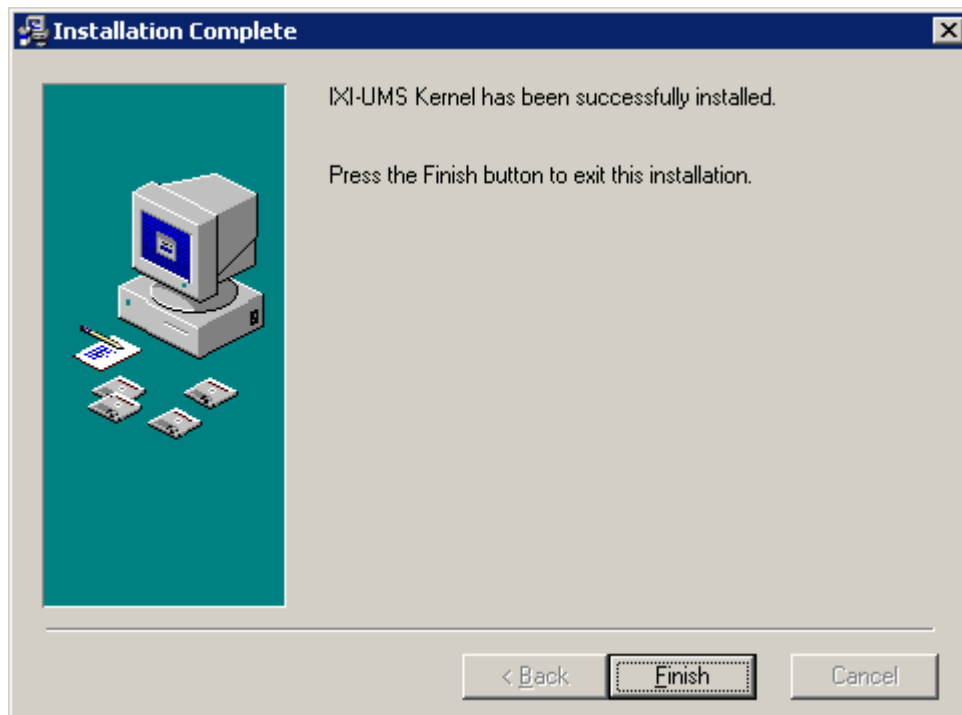 Installation Complete
IXI-UMS Kernel has been successfully installed.
Press the Finish button to exit this installation.
< Back
Finish
Cancel